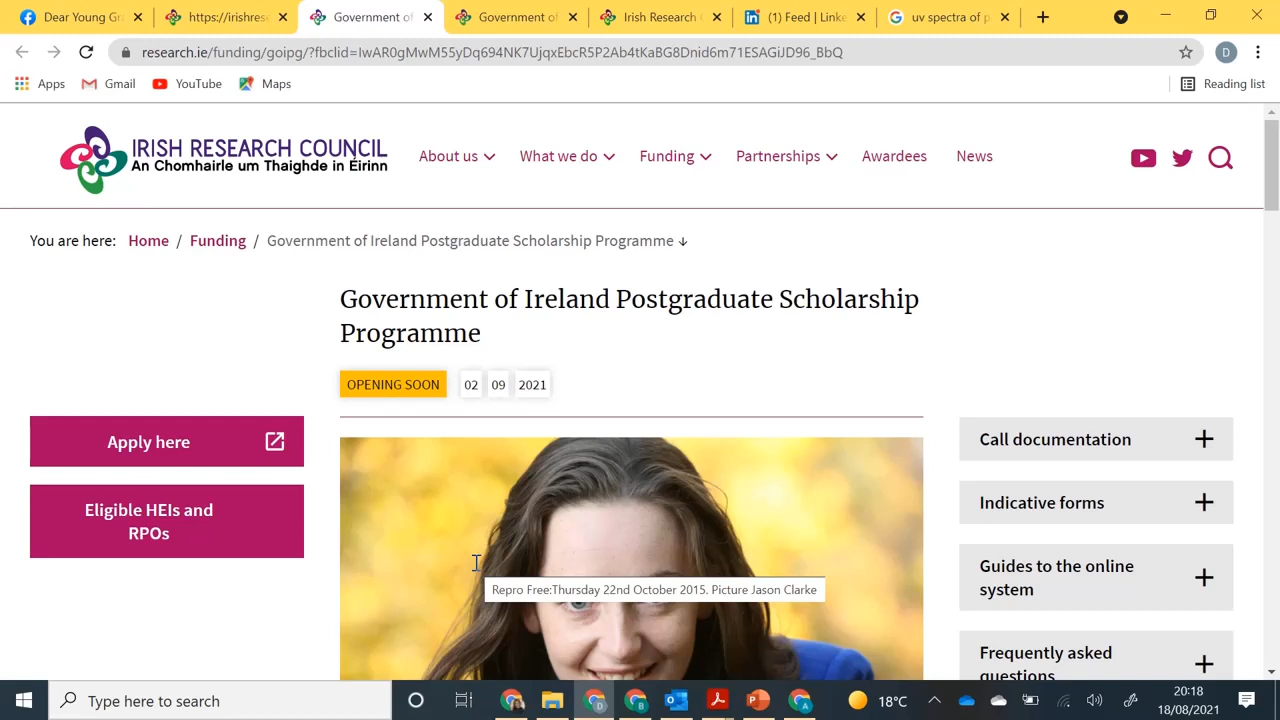 Dear Young Gr
https://irishres
Government of
Government of
Irish Research C
(1) Feed | Linke
uv spectra of p
research.ie/funding/goipg/?fbclid=IwAR0gMwM55yDq694NK7UjqxEbcR5P2Ab4tKaBG8Dnid6m71ESAGiJD96_BbQ
D
Apps
Gmail
YouTube
Maps
Reading list
IRISH RESEARCH COUNCIL
An Chomhairle um Thaighde in Éirinn
About us
What we do
Funding
Partnerships
Awardees
News
You are here: Home / Funding / Government of Ireland Postgraduate Scholarship Programme
Government of Ireland Postgraduate Scholarship
Programme
OPENING SOON 02 09 2021
Apply here
Eligible HEIs and
RPOs
Call documentation
Indicative forms
Guides to the online
system
Frequently asked
questions
Repro Free:Thursday 22nd October 2015. Picture Jason Clarke
Type here to search
18°C
20:18
18/08/2021